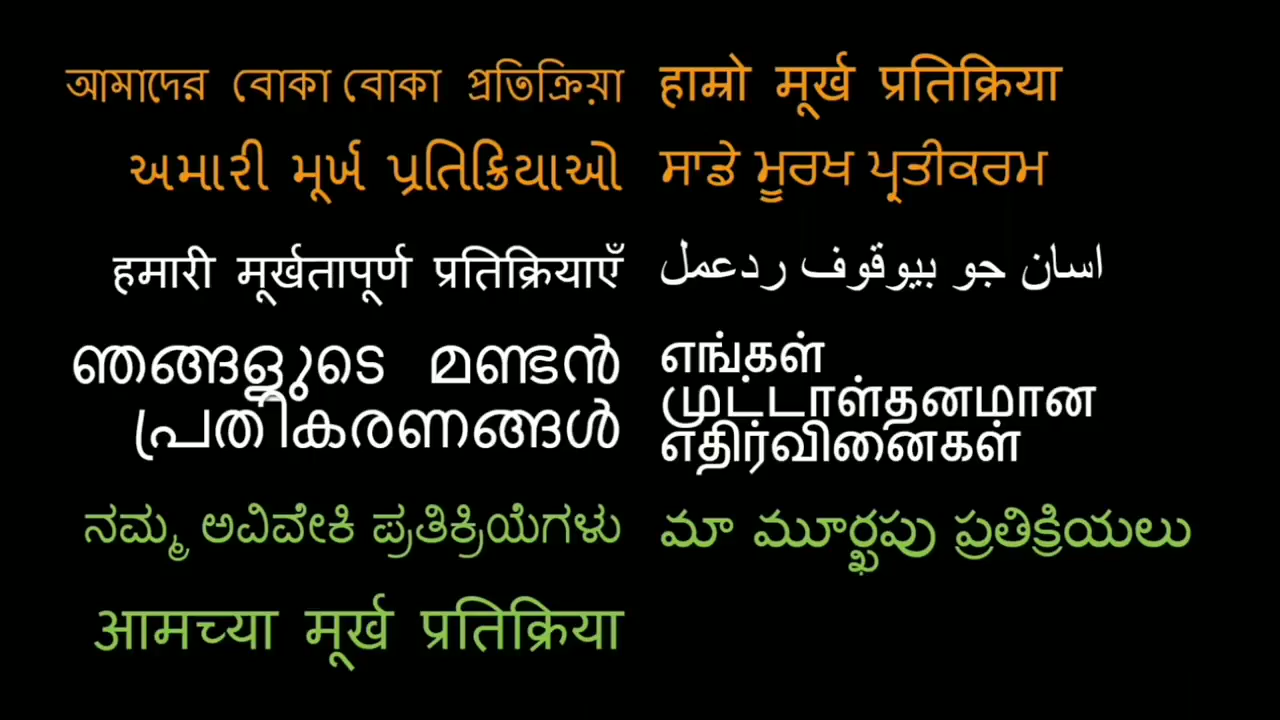 আমাদের বোকা বোকা প্রতিক্রিয়া
हाम्रो मूर्ख प्रतिक्रिया
અમારી મૂર્ખ પ્રતિક્રિયાઓ
ਸਾਡੇ ਮੂਰਖ ਪ੍ਰਤੀਕਰਮ
हमारी मूर्खतापूर्ण प्रतिक्रियाएँ
اسان جو بيوقوف ردعمل
ഞങ്ങളുടെ മണ്ടൻ
പ്രതികരണങ്ങൾ
எங்கள்
முட்டாள்தனமான
எதிர்வினைகள்
ನಮ್ಮ ಅವಿವೇಕಿ ಪ್ರತಿಕ್ರಿಯೆಗಳು
మా మూర్ఖపు ప్రతిక్రియలు
आमच्या मूर्ख प्रतिक्रिया